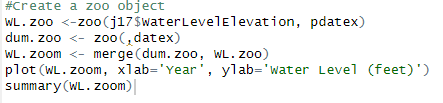 #Create a zoo object
WL.zoo <-zoo(j17$WaterLevelElevation, pdatex)
dum.zoo <- zoo(,datex)
WL.zoom <- merge(dum.zoo, WL.zoo)
plot(WL.zoom, xlab='Year', ylab='Water Level (feet)')
summary(WL.zoom)